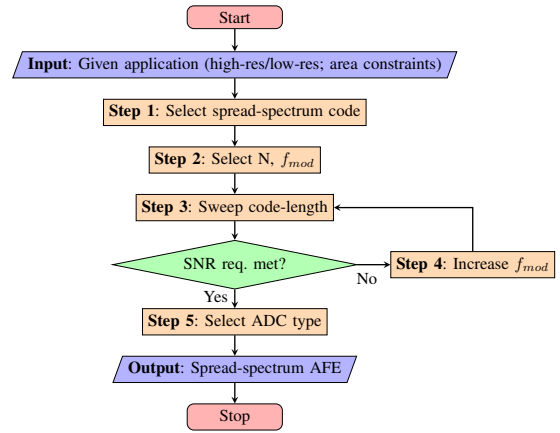 Start
Input: Given application (high-res/low-res; area constraints)
Step 1: Select spread-spectrum code
Step 2: Select N, f_mod
Step 3: Sweep code-length
SNR req. met?
No
Step 4: Increase f_mod
Yes
Step 5: Select ADC type
Output: Spread-spectrum AFE
Stop